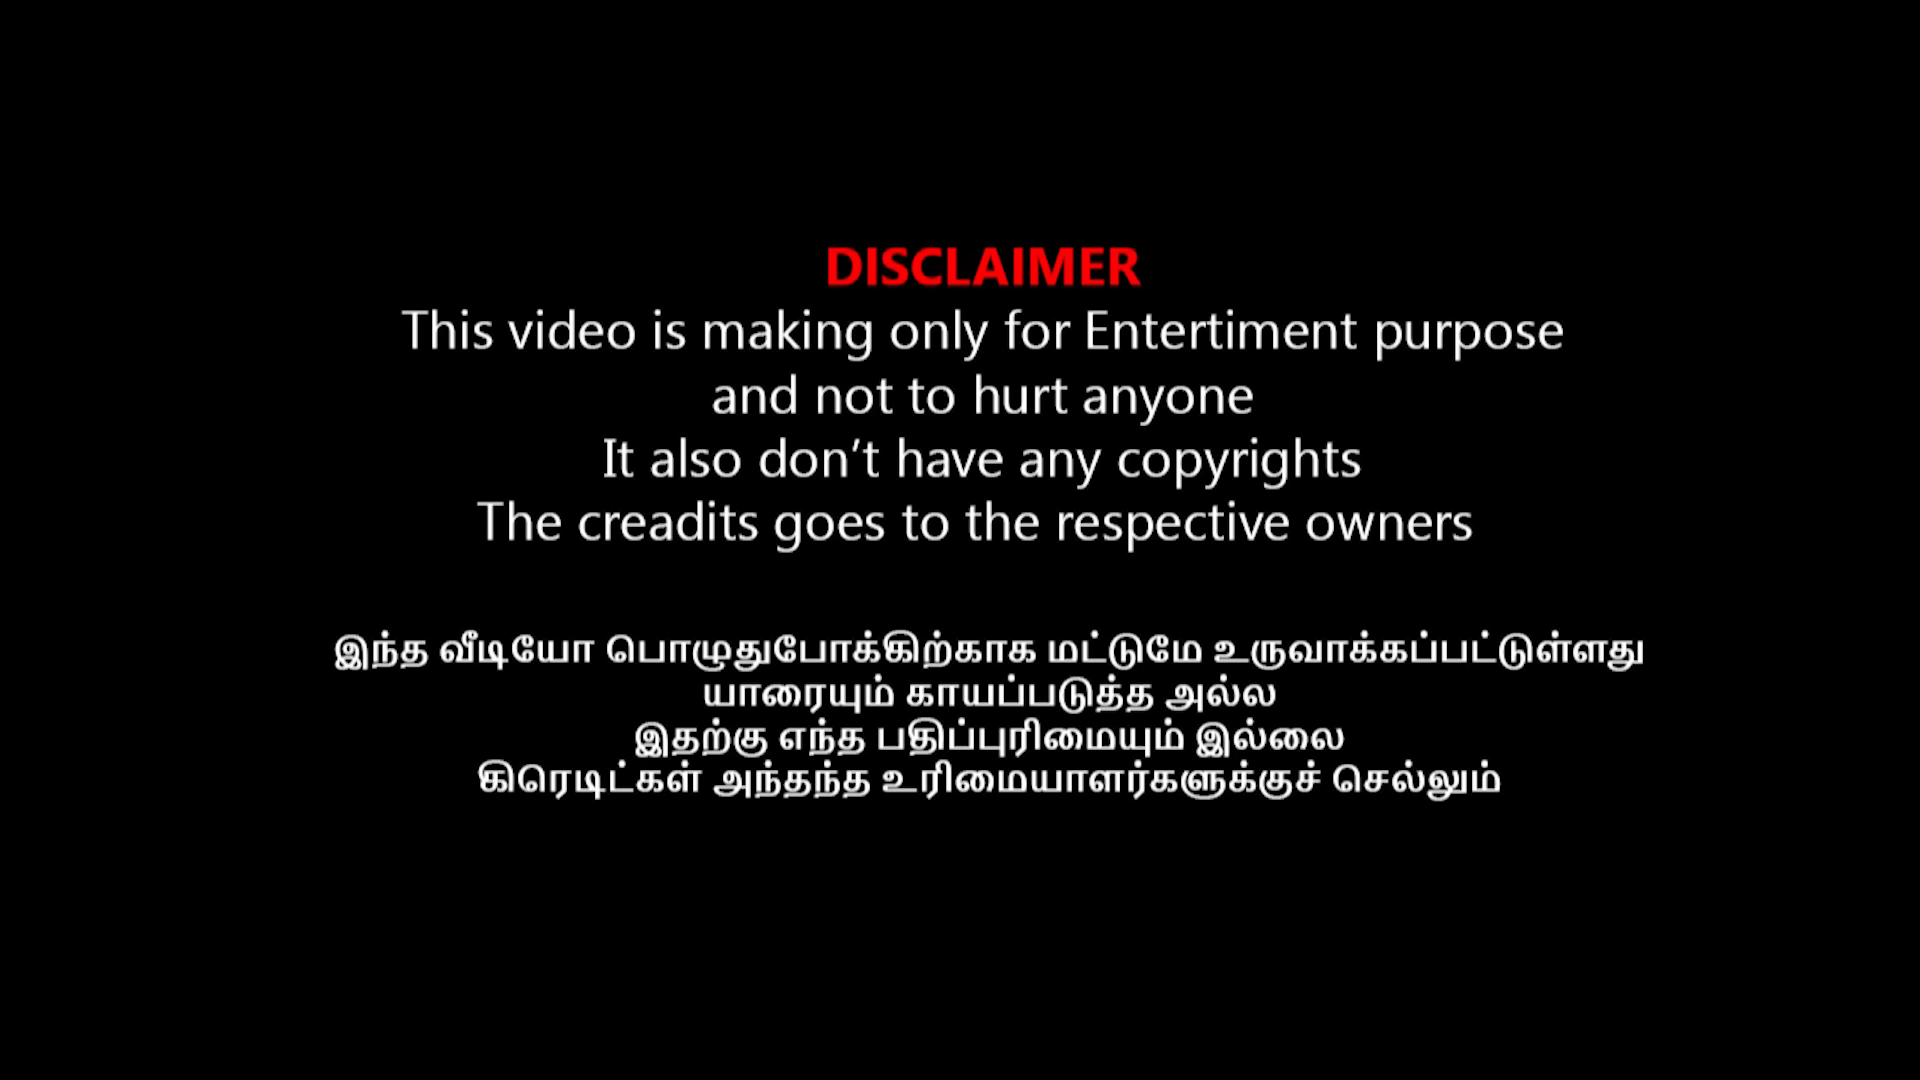 DISCLAIMER
This video is making only for Entertiment purpose
and not to hurt anyone
It also don’t have any copyrights
The creadits goes to the respective owners
இந்த வீடியோ பொழுதுபோக்கிற்காக மட்டுமே உருவாக்கப்பட்டுள்ளது
யாரையும் காயப்படுத்த அல்ல
இதற்கு எந்த பதிப்புரிமையும் இல்லை
கிரெடிட்கள் அந்தந்த உரிமையாளர்களுக்குச் செல்லும்